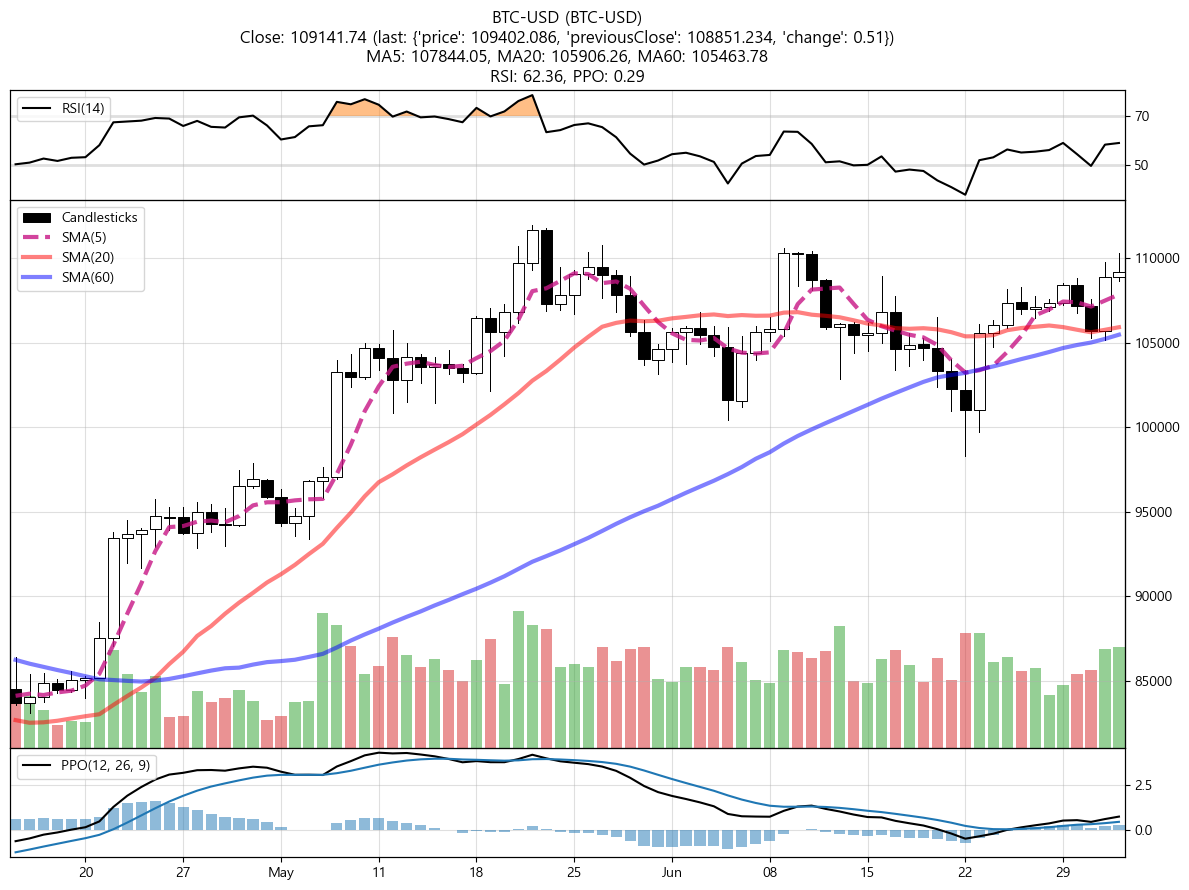 BTC-USD (BTC-USD)
Close: 109141.74 (last: {'price': 109402.086, 'previousClose': 108851.234, 'change': 0.51})
MA5: 107844.05, MA20: 105906.26, MA60: 105463.78
RSI: 62.36, PPO: 0.29
RSI(14)
70
50
Candlesticks
SMA(5)
SMA(20)
SMA(60)
110000
105000
100000
95000
90000
85000
PPO(12, 26, 9)
2.5
0.0
20 27 May 11 18 25 Jun 08 15 22 29